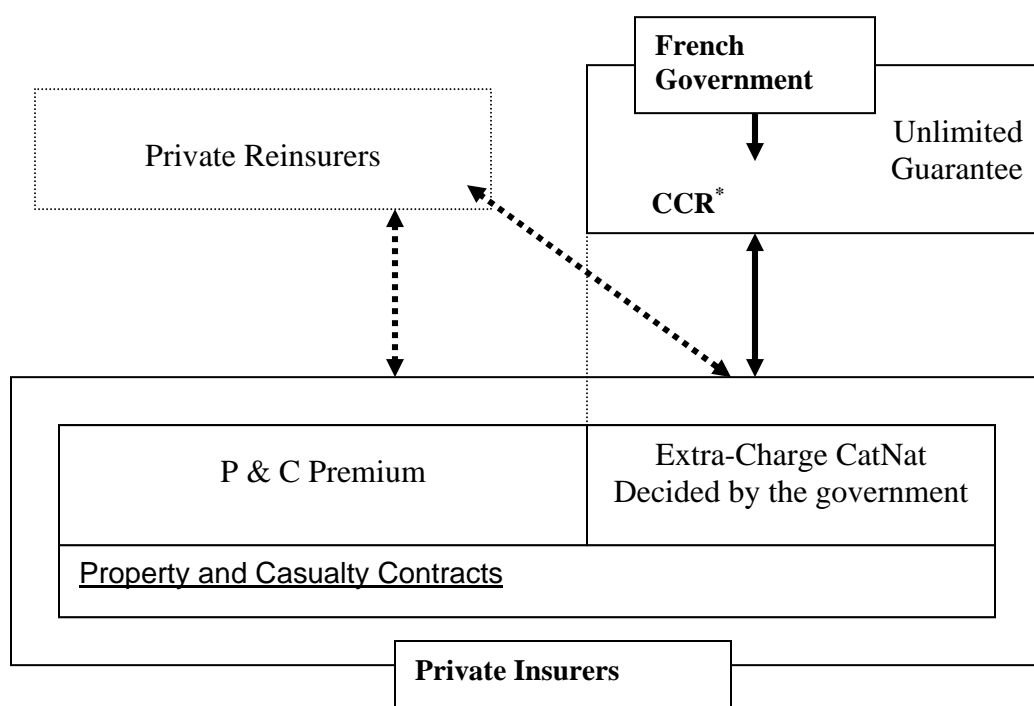 French
Government
Private Reinsurers
Unlimited
Guarantee
CCR*
P & C Premium
Extra-Charge CatNat
Decided by the government
Property and Casualty Contracts
Private Insurers